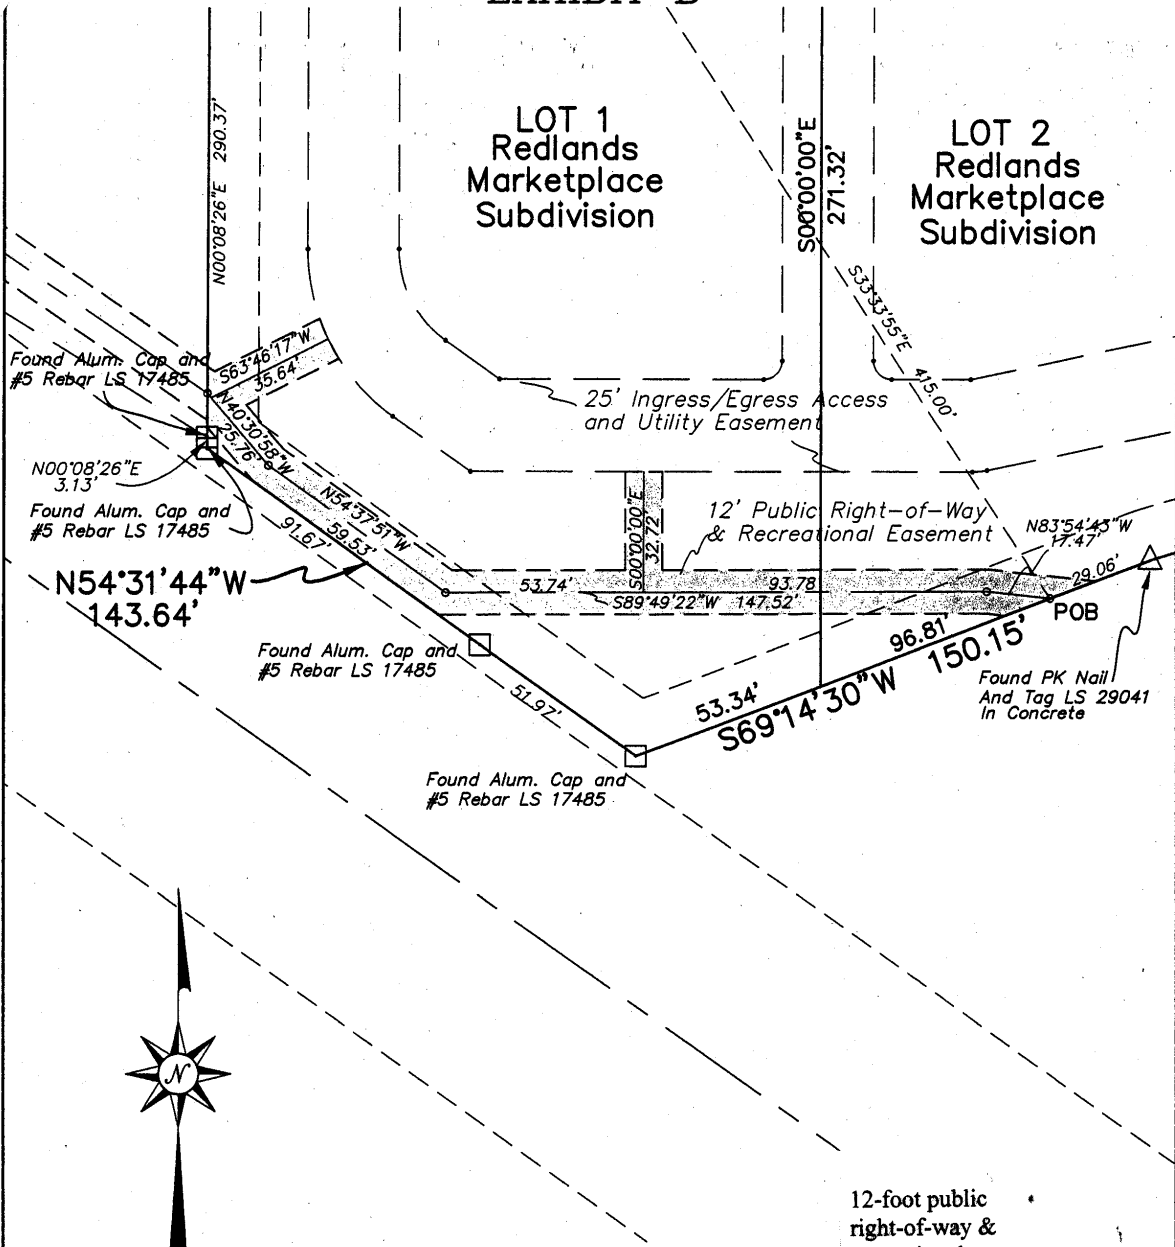 LOT 1
Redlands
Marketplace
Subdivision
LOT 2
Redlands
Marketplace
Subdivision
N00°08'26"E 290.37'
S00°00'00"E
271.32'
S33°33'55"E
415.00'
S63°46'17"W
35.64'
Found Alum. Cap and
#5 Rebar LS 17485
N40°30'58"W
25.76'
25' Ingress/Egress Access
and Utility Easement
N00°08'26"E
3.13'
Found Alum. Cap and
#5 Rebar LS 17485
N54°37'51"W
59.53'
91.67'
S00°00'00"E
32.72
12' Public Right-of-Way
& Recreational Easement
N83°54'43"W
17.47'
N54°31'44"W
143.64'
53.74'
93.78
S89°49'22"W 147.52'
29.06'
POB
96.81'
150.15'
53.34'
S69°14'30"W
Found Alum. Cap and
#5 Rebar LS 17485
51.97'
Found PK Nail
And Tag LS 29041
In Concrete
Found Alum. Cap and
#5 Rebar LS 17485
N
12-foot public
right-of-way &